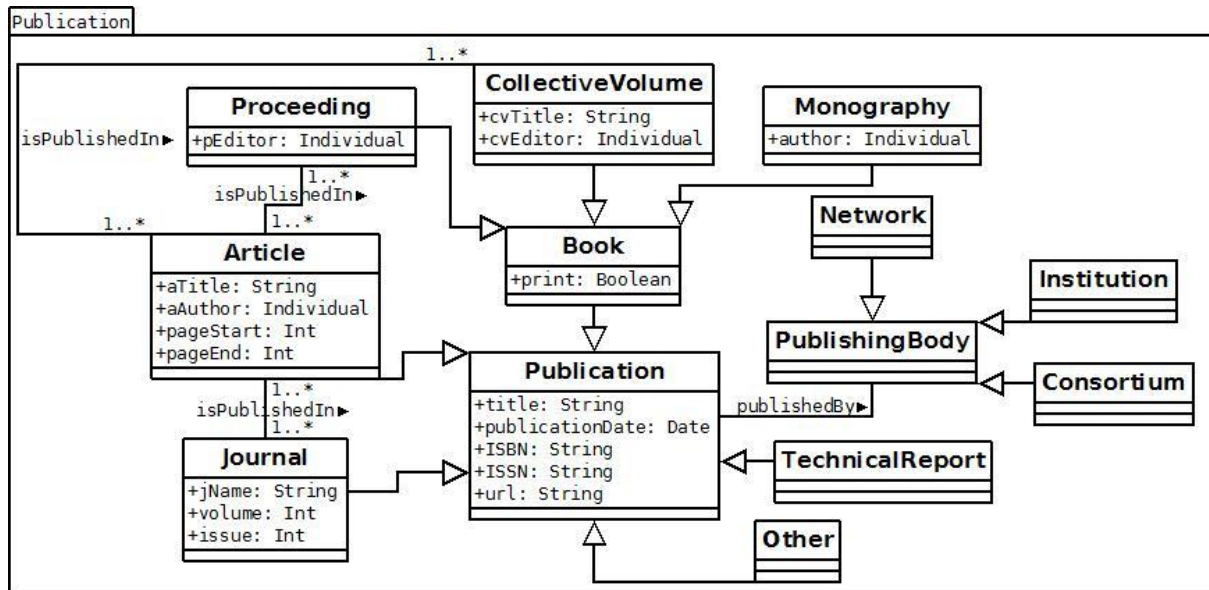 Publication
1..*
CollectiveVolume
+cvTitle: String
+cvEditor: Individual
Proceeding
+pEditor: Individual
Monography
+author: Individual
isPublishedIn▶
1..*
isPublishedIn▶
1..*
1..*
Article
+aTitle: String
+aAuthor: Individual
+pageStart: Int
+pageEnd: Int
Book
+print: Boolean
Network
Institution
PublishingBody
Consortium
Publication
+title: String
+publicationDate: Date
+ISBN: String
+ISSN: String
+url: String
publishedBy▶
1..*
isPublishedIn▶
1..*
Journal
+jName: String
+volume: Int
+issue: Int
TechnicalReport
Other